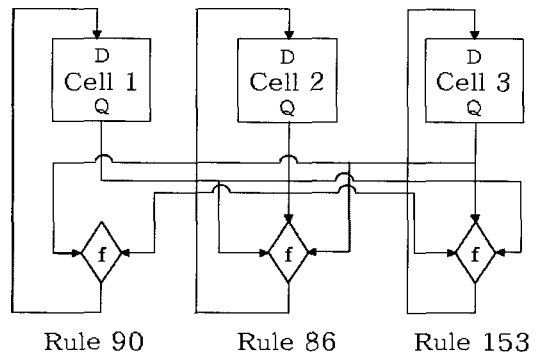 D D D
Cell 1 Cell 2 Cell 3
Q Q Q
f f f
Rule 90 Rule 86 Rule 153